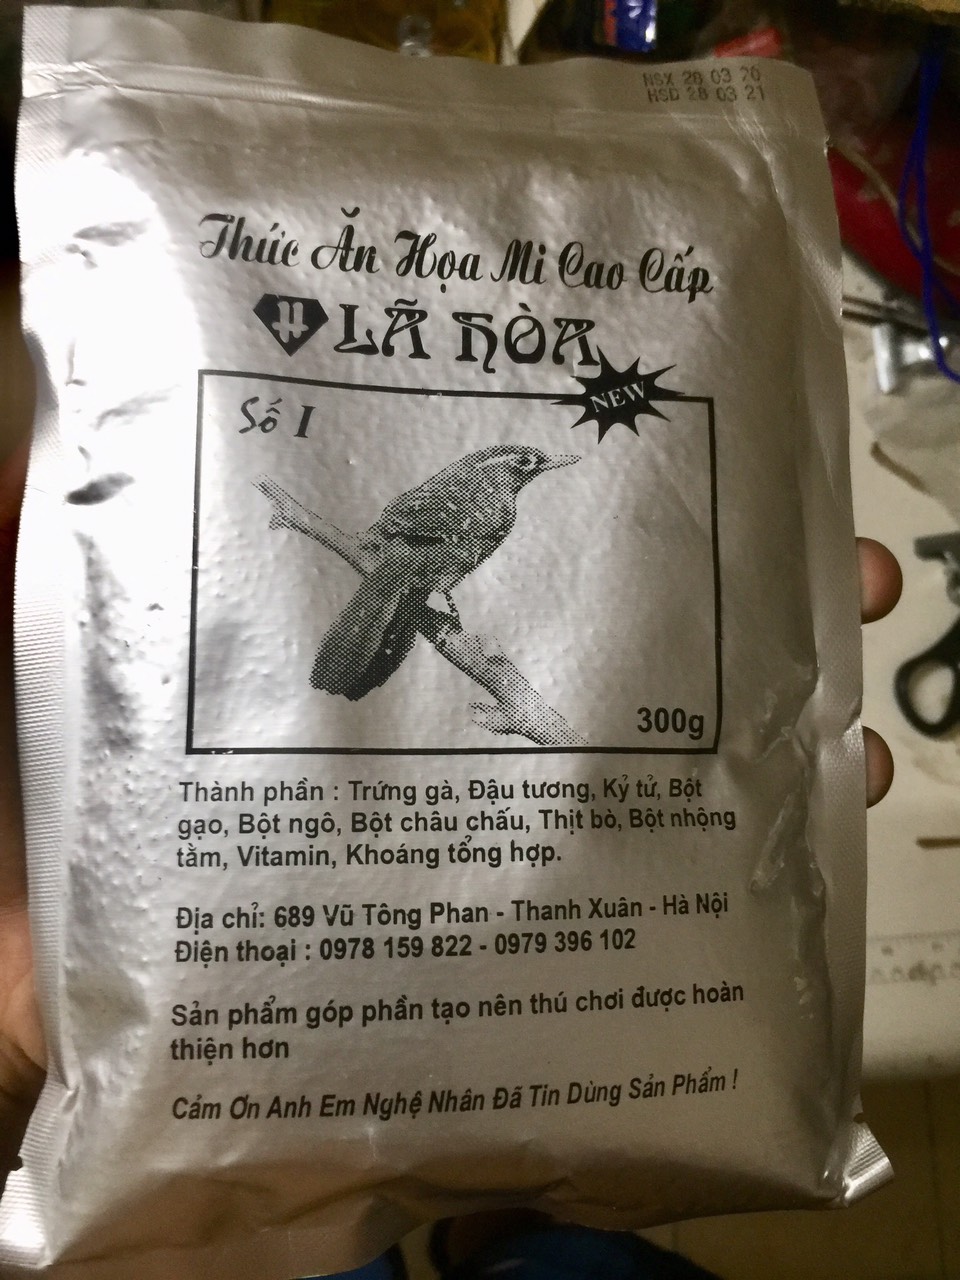 NSX 28 03 20
HSD 28 03 21
Thức Ăn Họa Mi Cao Cấp
H LÃ HÒA
NEW
Số 1
300g
Thành phần : Trứng gà, Đậu tương, Kỷ tử, Bột
gạo, Bột ngô, Bột châu chấu, Thịt bò, Bột nhộng
tằm, Vitamin, Khoáng tổng hợp.
Địa chỉ: 689 Vũ Tông Phan - Thanh Xuân - Hà Nội
Điện thoại : 0978 159 822 - 0979 396 102
Sản phẩm góp phần tạo nên thú chơi được hoàn
thiện hơn
Cảm Ơn Anh Em Nghệ Nhân Đã Tin Dùng Sản Phẩm !